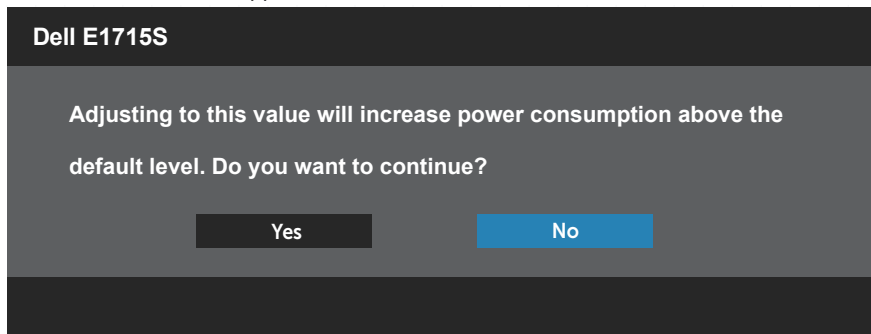 Dell E1715S
Adjusting to this value will increase power consumption above the
default level. Do you want to continue?
Yes No